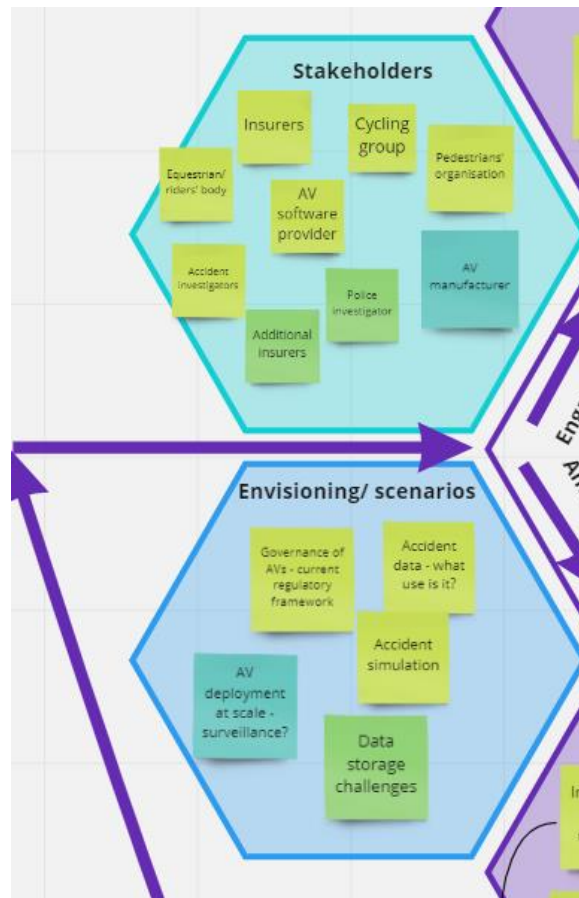 Stakeholders
Insurers
Cycling
group
Pedestrians'
organisation
Equestrian/
riders' body
AV
software
provider
Accident
investigators
Police
investigator
AV
manufacturer
Additional
insurers
Envisioning/ scenarios
Governance of
AVs - current
regulatory
framework
Accident
data - what
use is it?
Accident
simulation
AV
deployment
at scale -
surveillance?
Data
storage
challenges